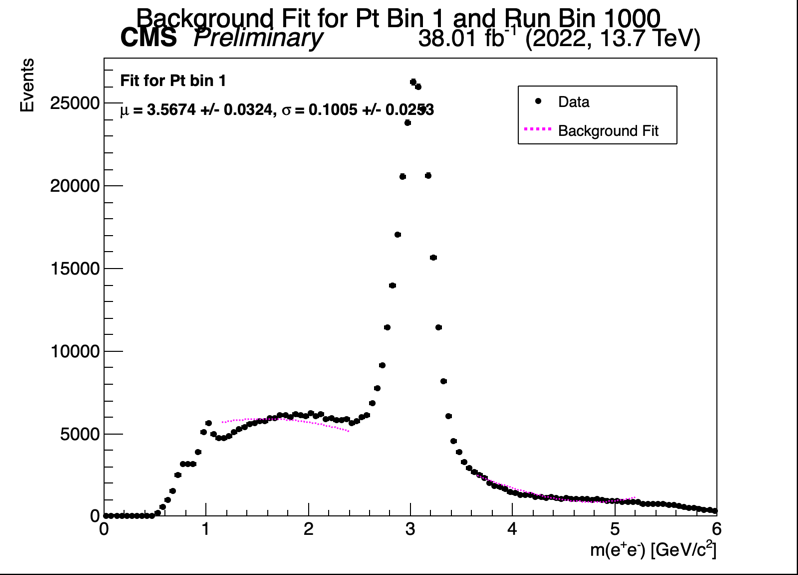 Background Fit for Pt Bin 1 and Run Bin 1000
CMS Preliminary
38.01 fb⁻¹ (2022, 13.7 TeV)
Events
Fit for Pt bin 1
μ = 3.5674 +/- 0.0324, σ = 0.1005 +/- 0.0253
Data
Background Fit
25000
20000
15000
10000
5000
0
0 1 2 3 4 5 6
m(e⁺e⁻) [GeV/c²]